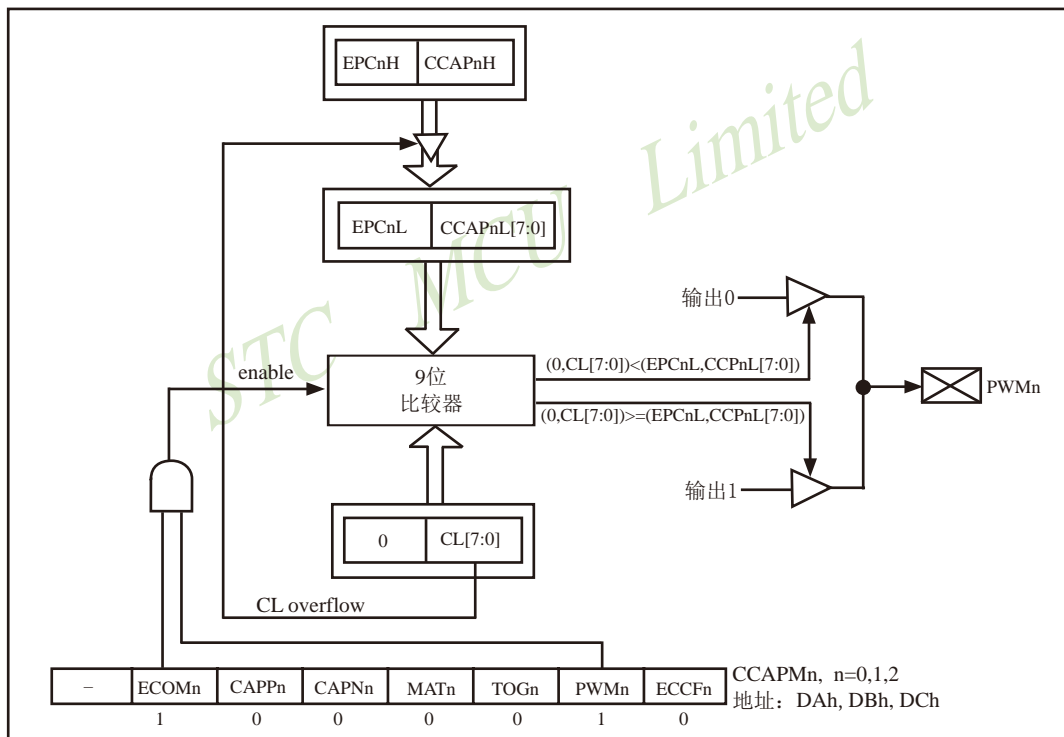 EPCnH CCAPnH
EPCnL CCAPnL[7:0]
STC MCU Limited
输出0
(0,CL[7:0])<(EPCnL,CCPnL[7:0])
enable
9位
比较器
PWMn
(0,CL[7:0])>=(EPCnL,CCPnL[7:0])
输出1
0 CL[7:0]
CL overflow
– ECOMn CAPPn CAPNn MATn TOGn PWMn ECCFn
CCAPMn, n=0,1,2
地址：DAh, DBh, DCh
1 0 0 0 0 1 0